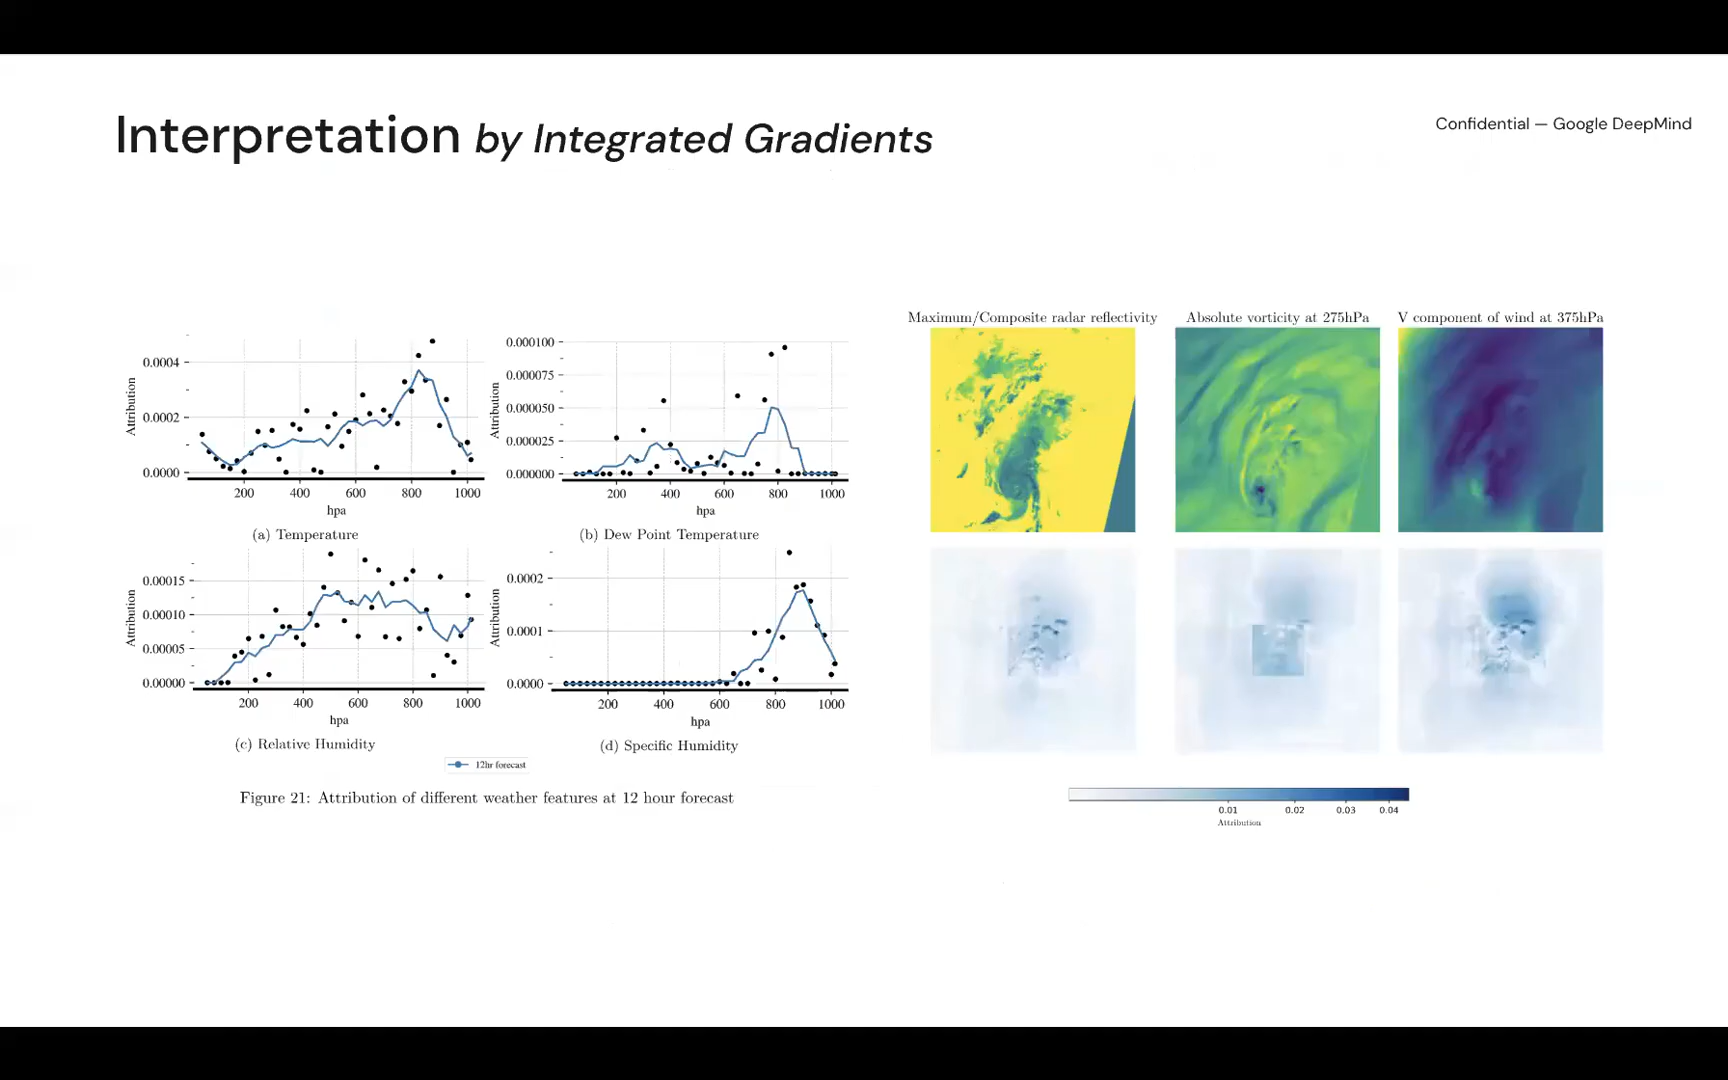 Interpretation by Integrated Gradients
Confidential — Google DeepMind
0.0004
0.0002
0.0000
Attribution
200 400 600 800 1000
hpa
(a) Temperature
0.000100
0.000075
0.000050
0.000025
0.000000
Attribution
200 400 600 800 1000
hpa
(b) Dew Point Temperature
0.00015
0.00010
0.00005
0.00000
Attribution
200 400 600 800 1000
hpa
(c) Relative Humidity
0.0002
0.0001
0.0000
Attribution
200 400 600 800 1000
hpa
(d) Specific Humidity
12hr forecast
Figure 21: Attribution of different weather features at 12 hour forecast
Maximum/Composite radar reflectivity
Absolute vorticity at 275hPa
V component of wind at 375hPa
0.01 0.02 0.03 0.04
Attribution